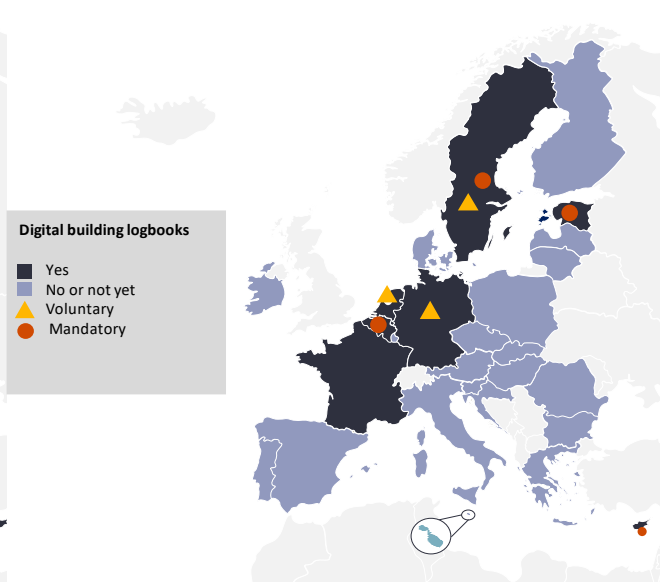 Digital building logbooks
Yes
No or not yet
Voluntary
Mandatory